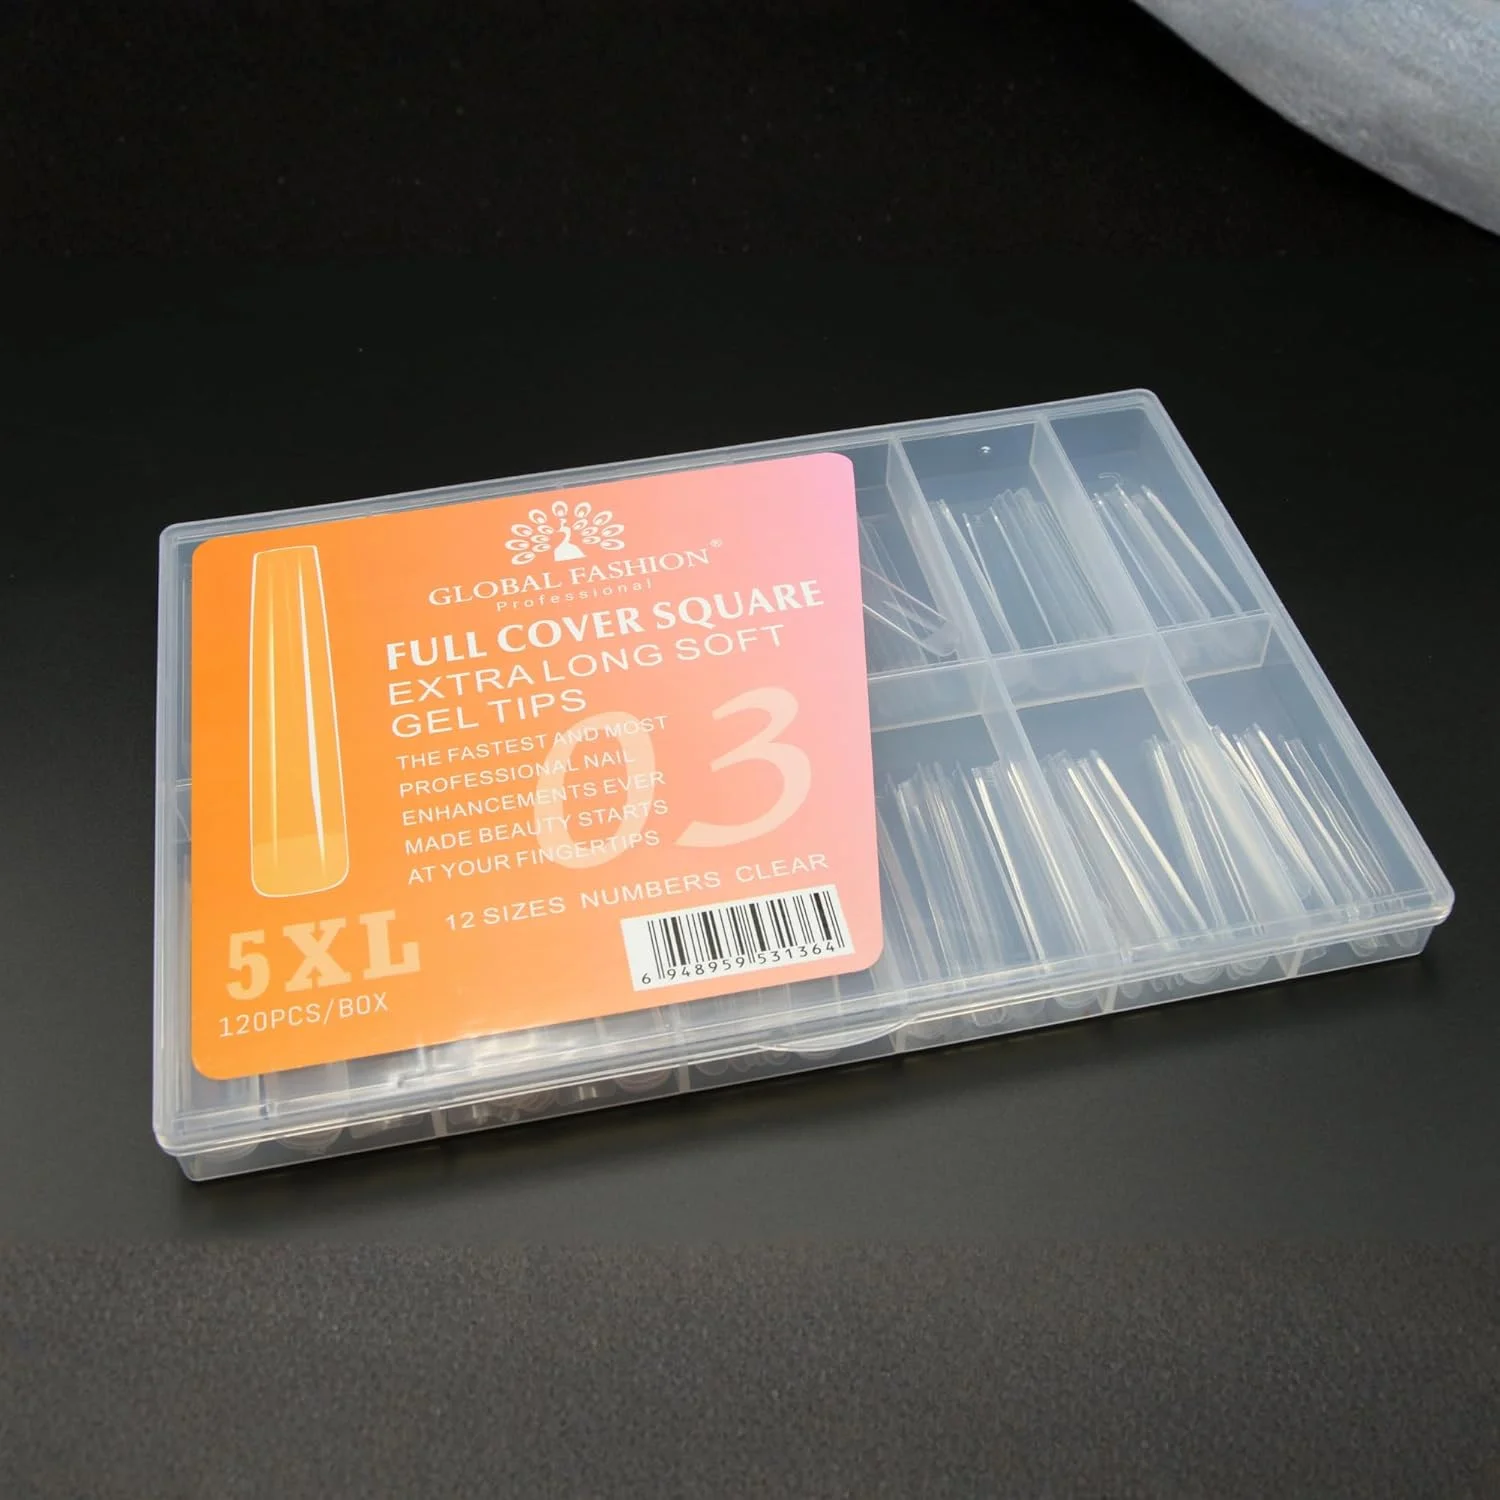 GLOBAL FASHION®
Professional
FULL COVER SQUARE
EXTRA LONG SOFT
GEL TIPS
03
THE FASTEST AND MOST
PROFESSIONAL NAIL
ENHANCEMENTS EVER
MADE BEAUTY STARTS
AT YOUR FINGERTIPS
12 SIZES NUMBERS CLEAR
5XL
120PCS/BOX
6 948959 531364